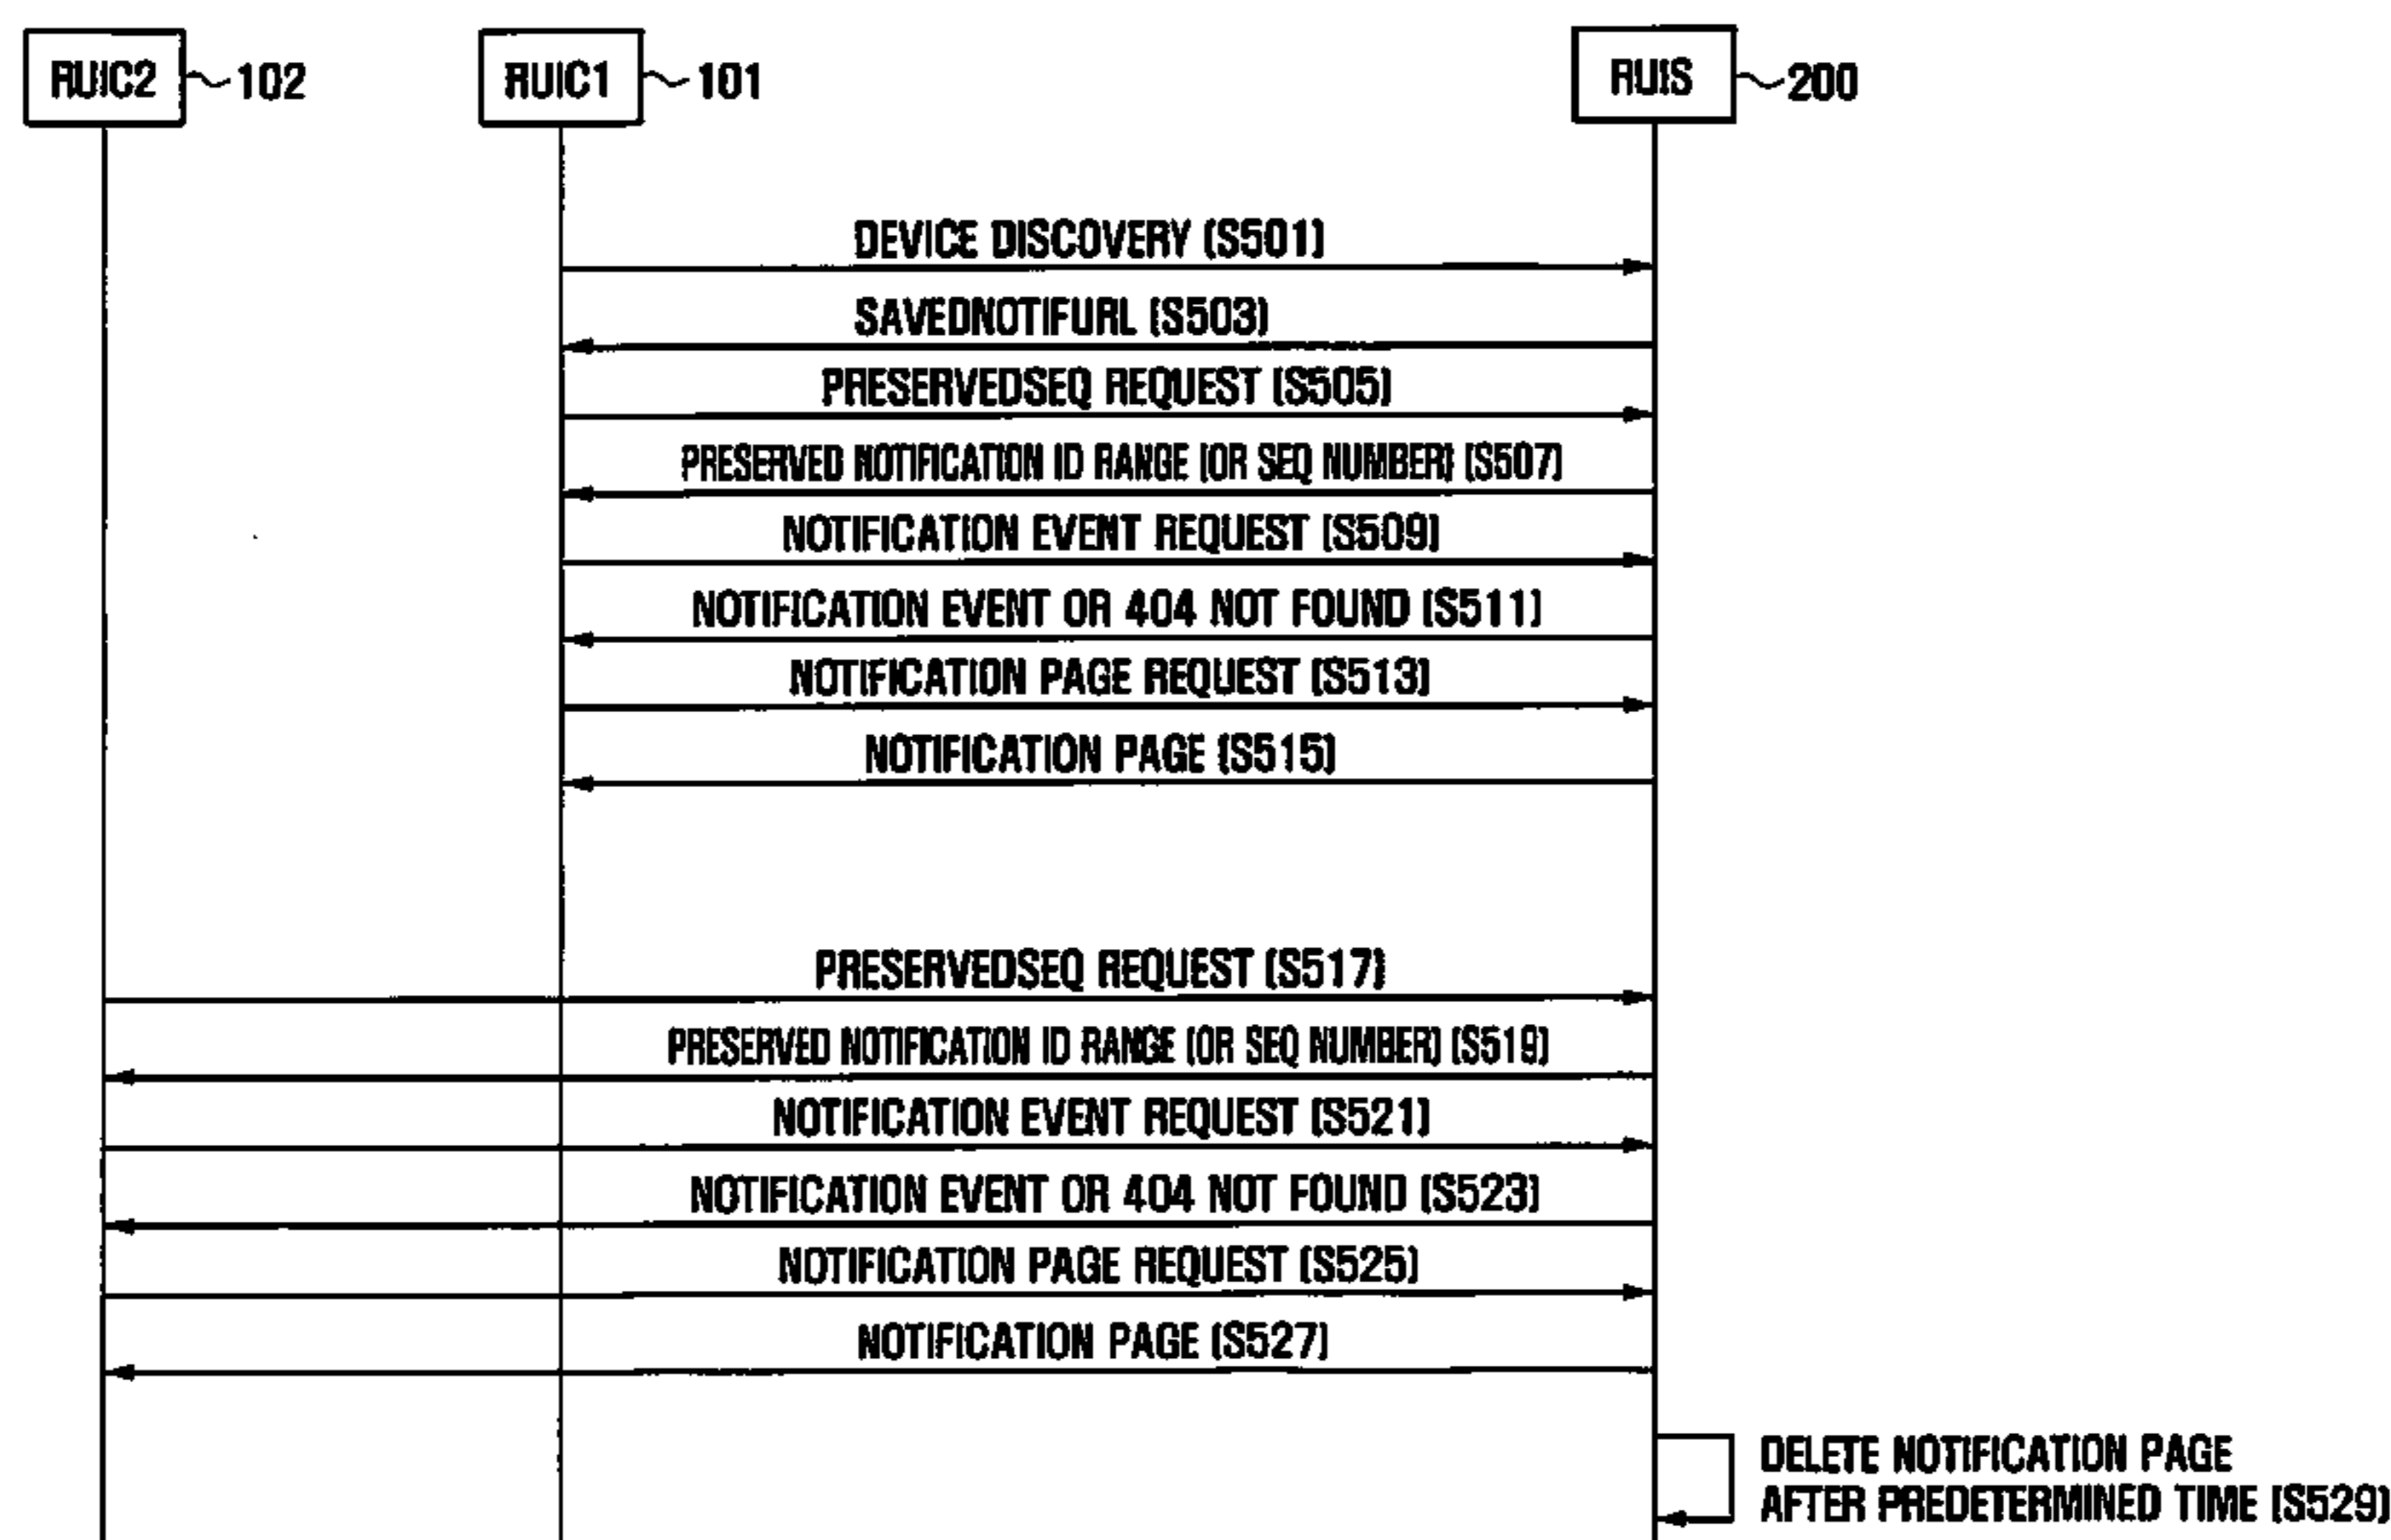 RUIC2 102
RUIC1 101
RUIS 200
DEVICE DISCOVERY (S501)
SAVEDNOTIFURL (S503)
PRESERVEDSEQ REQUEST (S505)
PRESERVED NOTIFICATION ID RANGE (OR SEQ NUMBER) (S507)
NOTIFICATION EVENT REQUEST (S509)
NOTIFICATION EVENT OR 404 NOT FOUND (S511)
NOTIFICATION PAGE REQUEST (S513)
NOTIFICATION PAGE (S515)
PRESERVEDSEQ REQUEST (S517)
PRESERVED NOTIFICATION ID RANGE (OR SEQ NUMBER) (S519)
NOTIFICATION EVENT REQUEST (S521)
NOTIFICATION EVENT OR 404 NOT FOUND (S523)
NOTIFICATION PAGE REQUEST (S525)
NOTIFICATION PAGE (S527)
DELETE NOTIFICATION PAGE
AFTER PREDETERMINED TIME (S529)